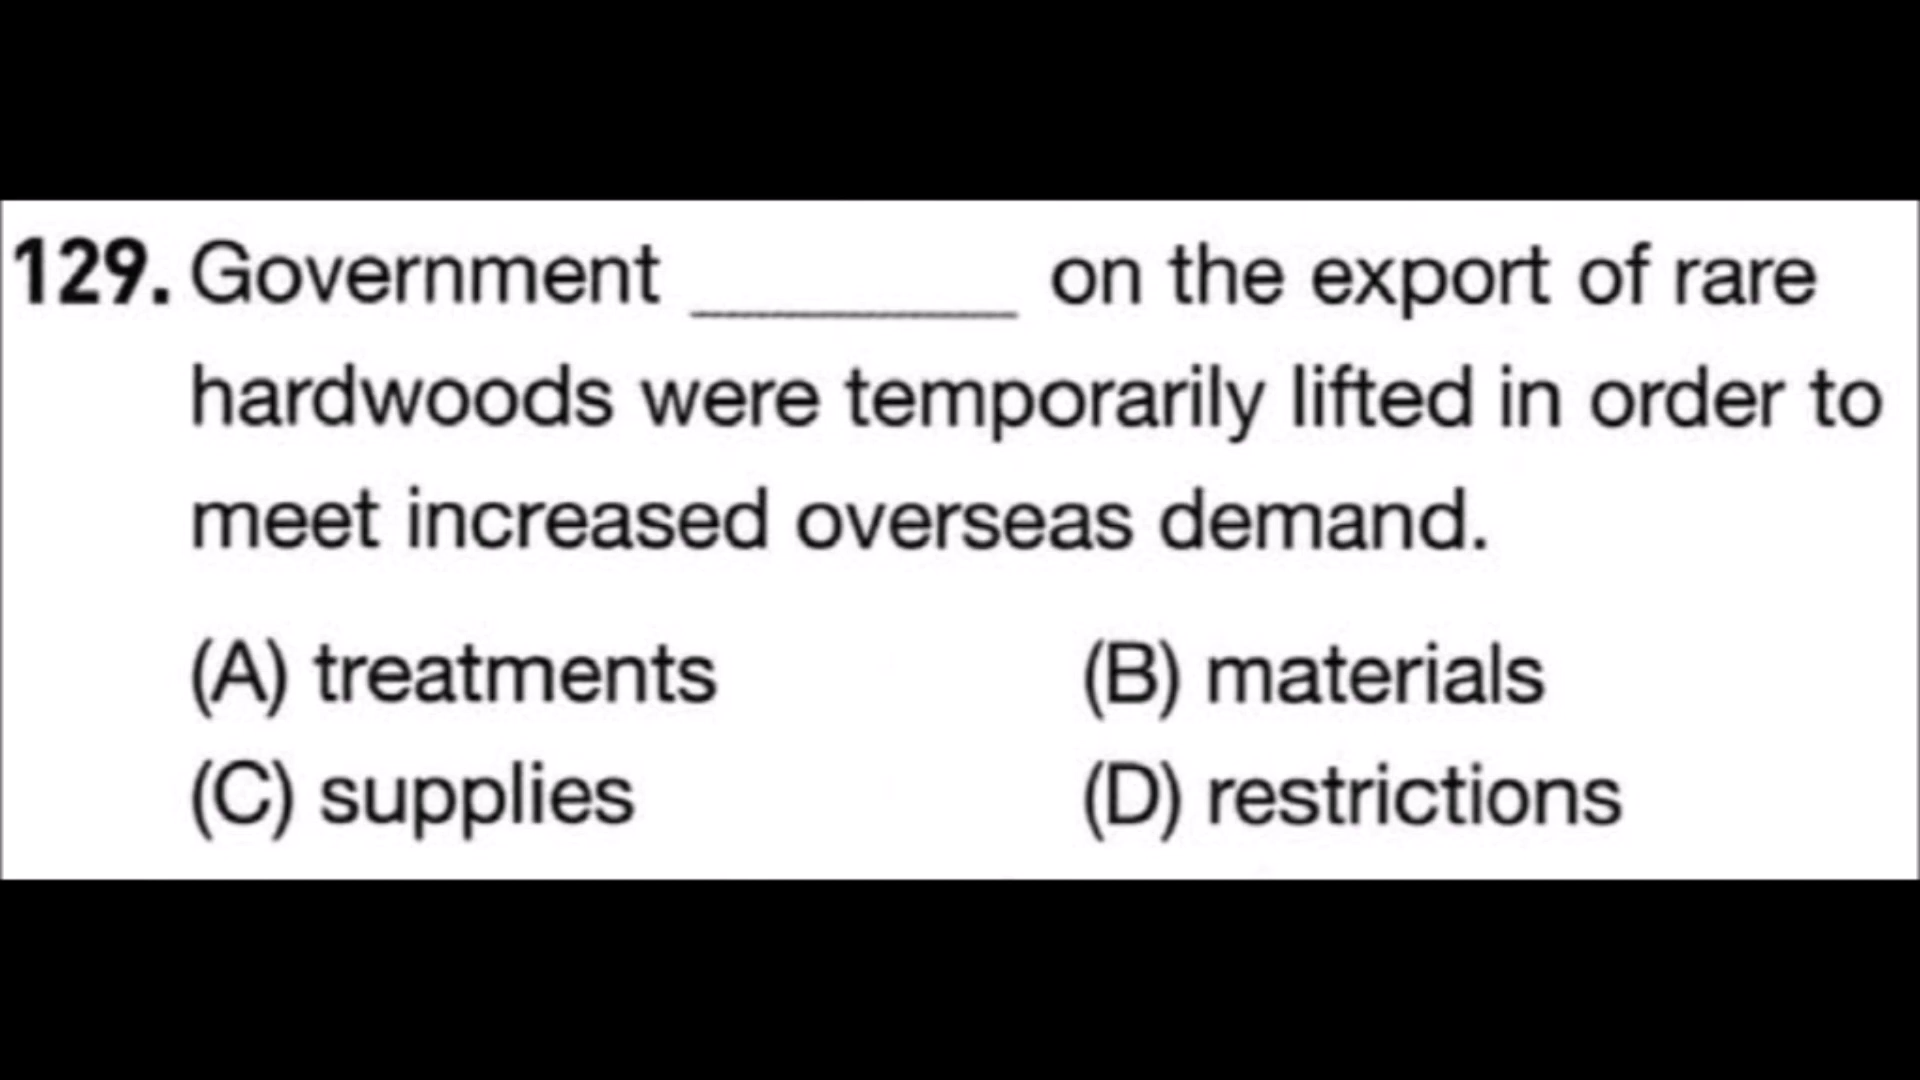 129. Government ________ on the export of rare
hardwoods were temporarily lifted in order to
meet increased overseas demand.
(A) treatments (B) materials
(C) supplies (D) restrictions